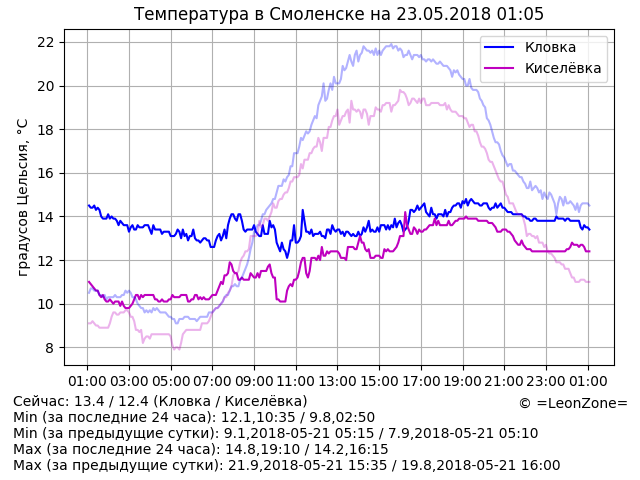 Температура в Смоленске на 23.05.2018 01:05
градусов Цельсия, °C
22
20
18
16
14
12
10
8
Кловка
Киселёвка
01:00 03:00 05:00 07:00 09:00 11:00 13:00 15:00 17:00 19:00 21:00 23:00 01:00
Сейчас: 13.4 / 12.4 (Кловка / Киселёвка)
© =LeonZone=
Min (за последние 24 часа): 12.1,10:35 / 9.8,02:50
Min (за предыдущие сутки): 9.1,2018-05-21 05:15 / 7.9,2018-05-21 05:10
Max (за последние 24 часа): 14.8,19:10 / 14.2,16:15
Max (за предыдущие сутки): 21.9,2018-05-21 15:35 / 19.8,2018-05-21 16:00